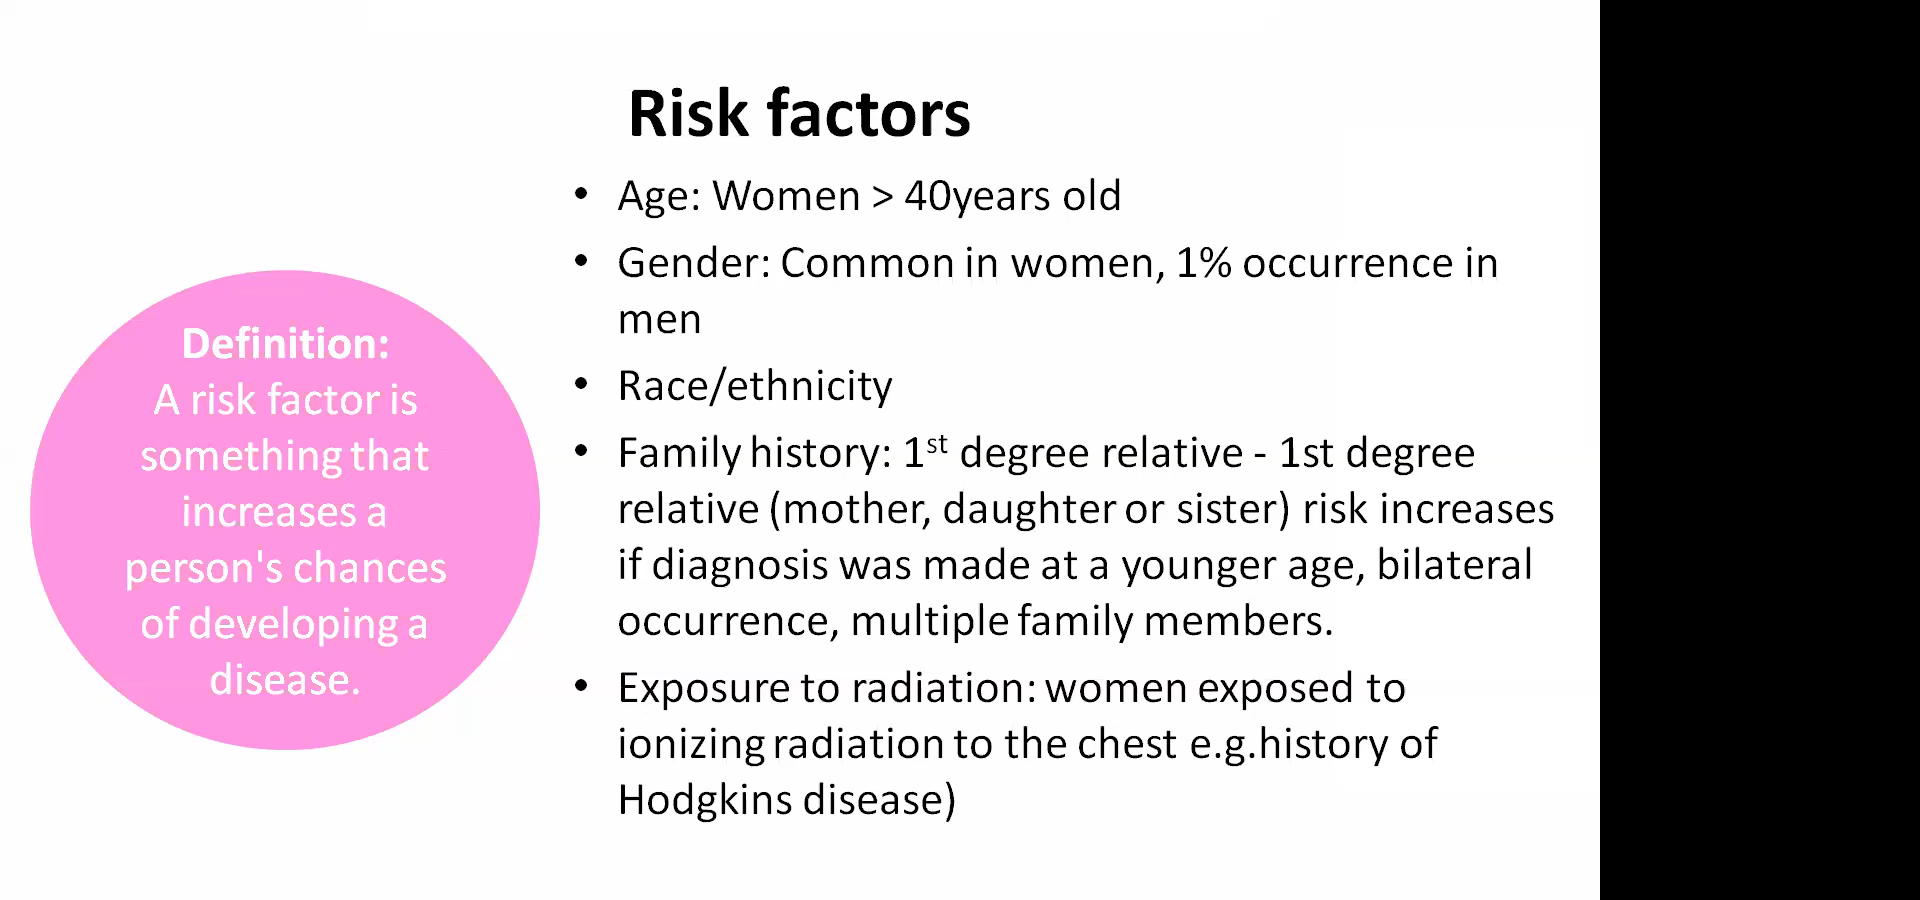 Risk factors
Definition:
A risk factor is
something that
increases a
person's chances
of developing a
disease.
• Age: Women > 40years old
• Gender: Common in women, 1% occurrence in
men
• Race/ethnicity
• Family history: 1st degree relative - 1st degree
relative (mother, daughter or sister) risk increases
if diagnosis was made at a younger age, bilateral
occurrence, multiple family members.
• Exposure to radiation: women exposed to
ionizing radiation to the chest e.g.history of
Hodgkins disease)